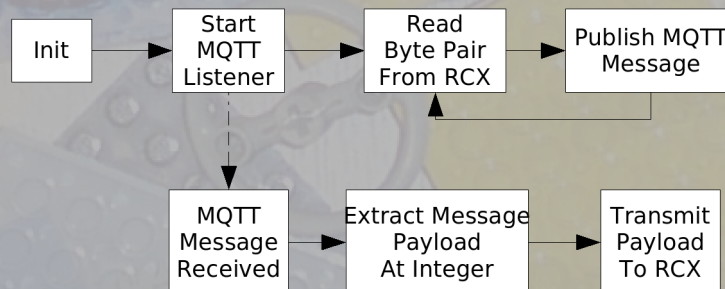 Init
Start
MQTT
Listener
Read
Byte Pair
From RCX
Publish MQTT
Message
MQTT
Message
Received
Extract Message
Payload
At Integer
Transmit
Payload
To RCX